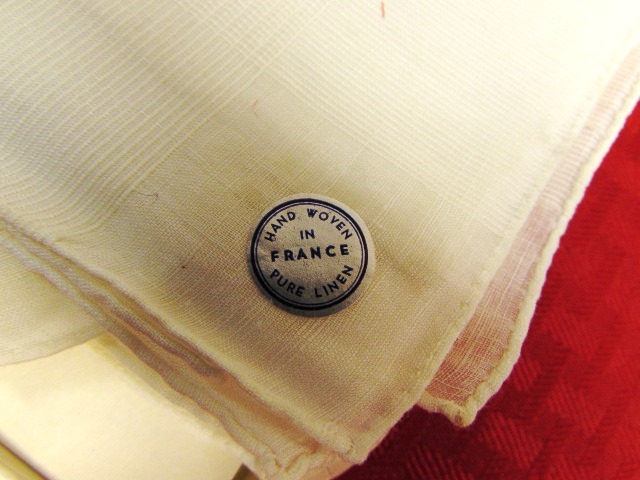 HAND WOVEN
IN
FRANCE
PURE LINEN